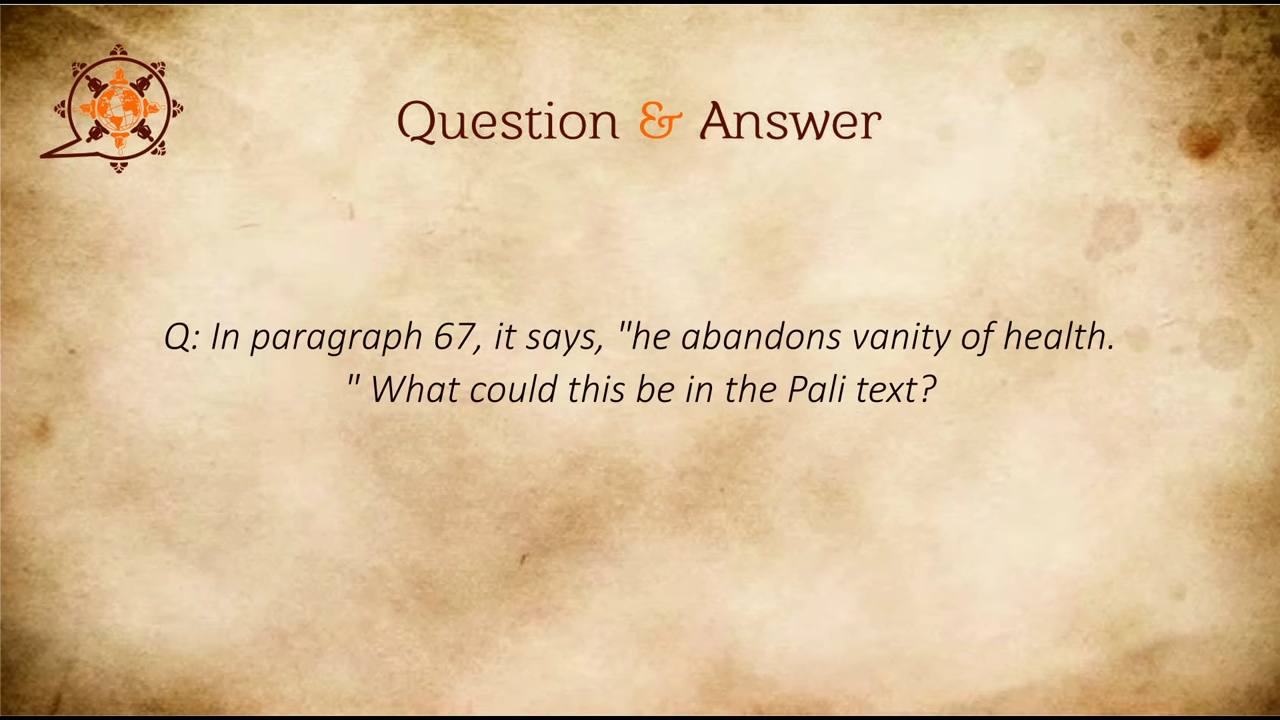 Question & Answer
Q: In paragraph 67, it says, "he abandons vanity of health.
" What could this be in the Pali text?